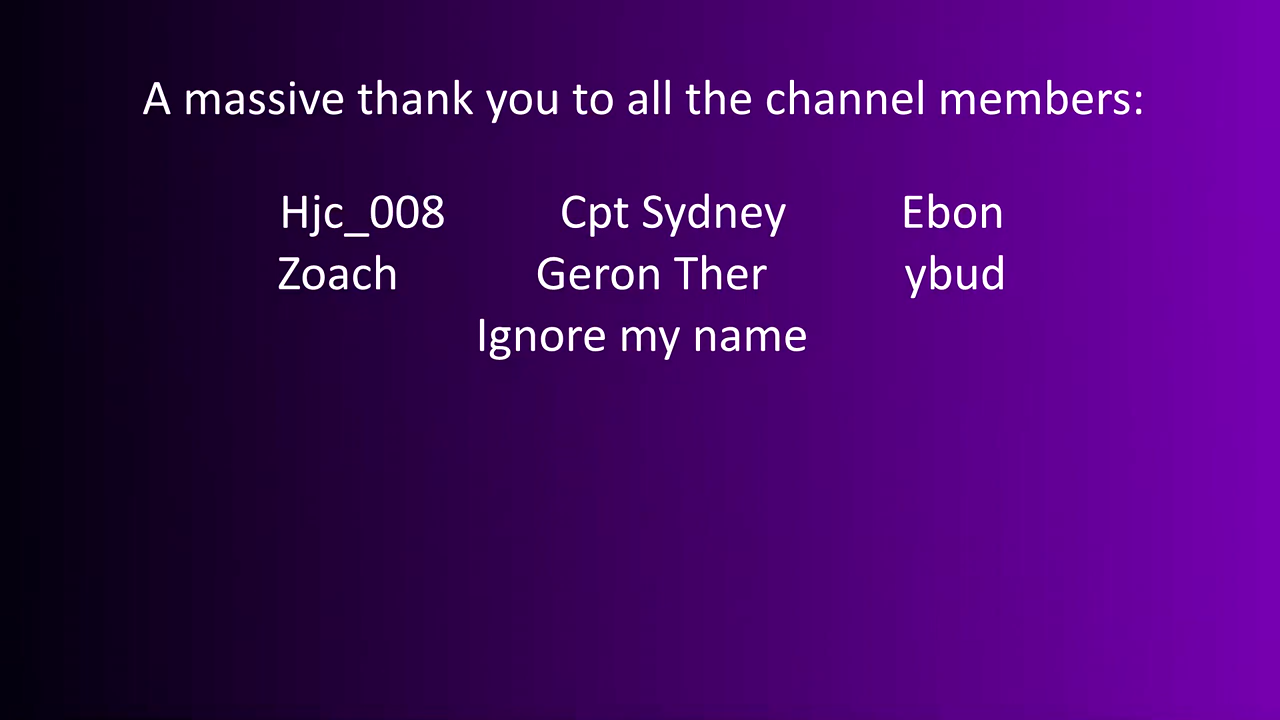 A massive thank you to all the channel members:
Hjc_008 Cpt Sydney Ebon
Zoach Geron Ther ybud
Ignore my name